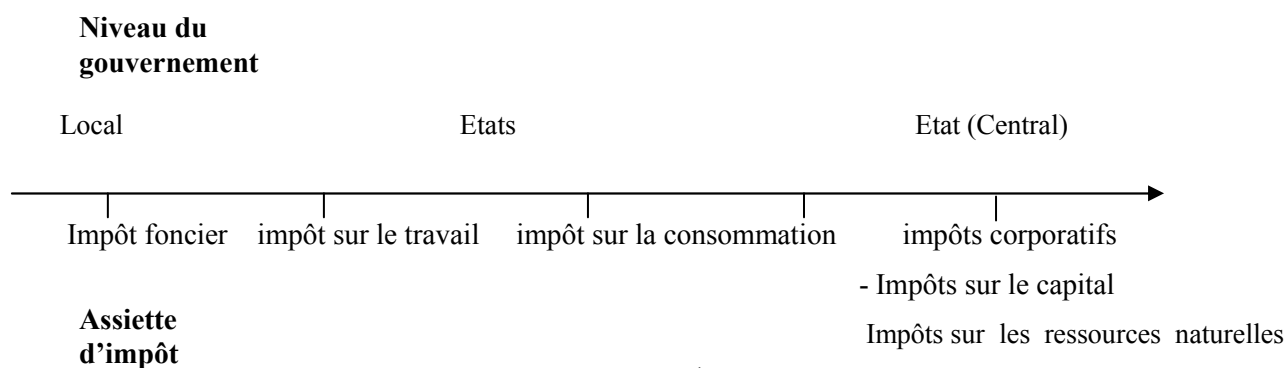 Niveau du
gouvernement
Local Etats Etat (Central)
Impôt foncier impôt sur le travail impôt sur la consommation impôts corporatifs
- Impôts sur le capital
Assiette
d'impôt
Impôts sur les ressources naturelles